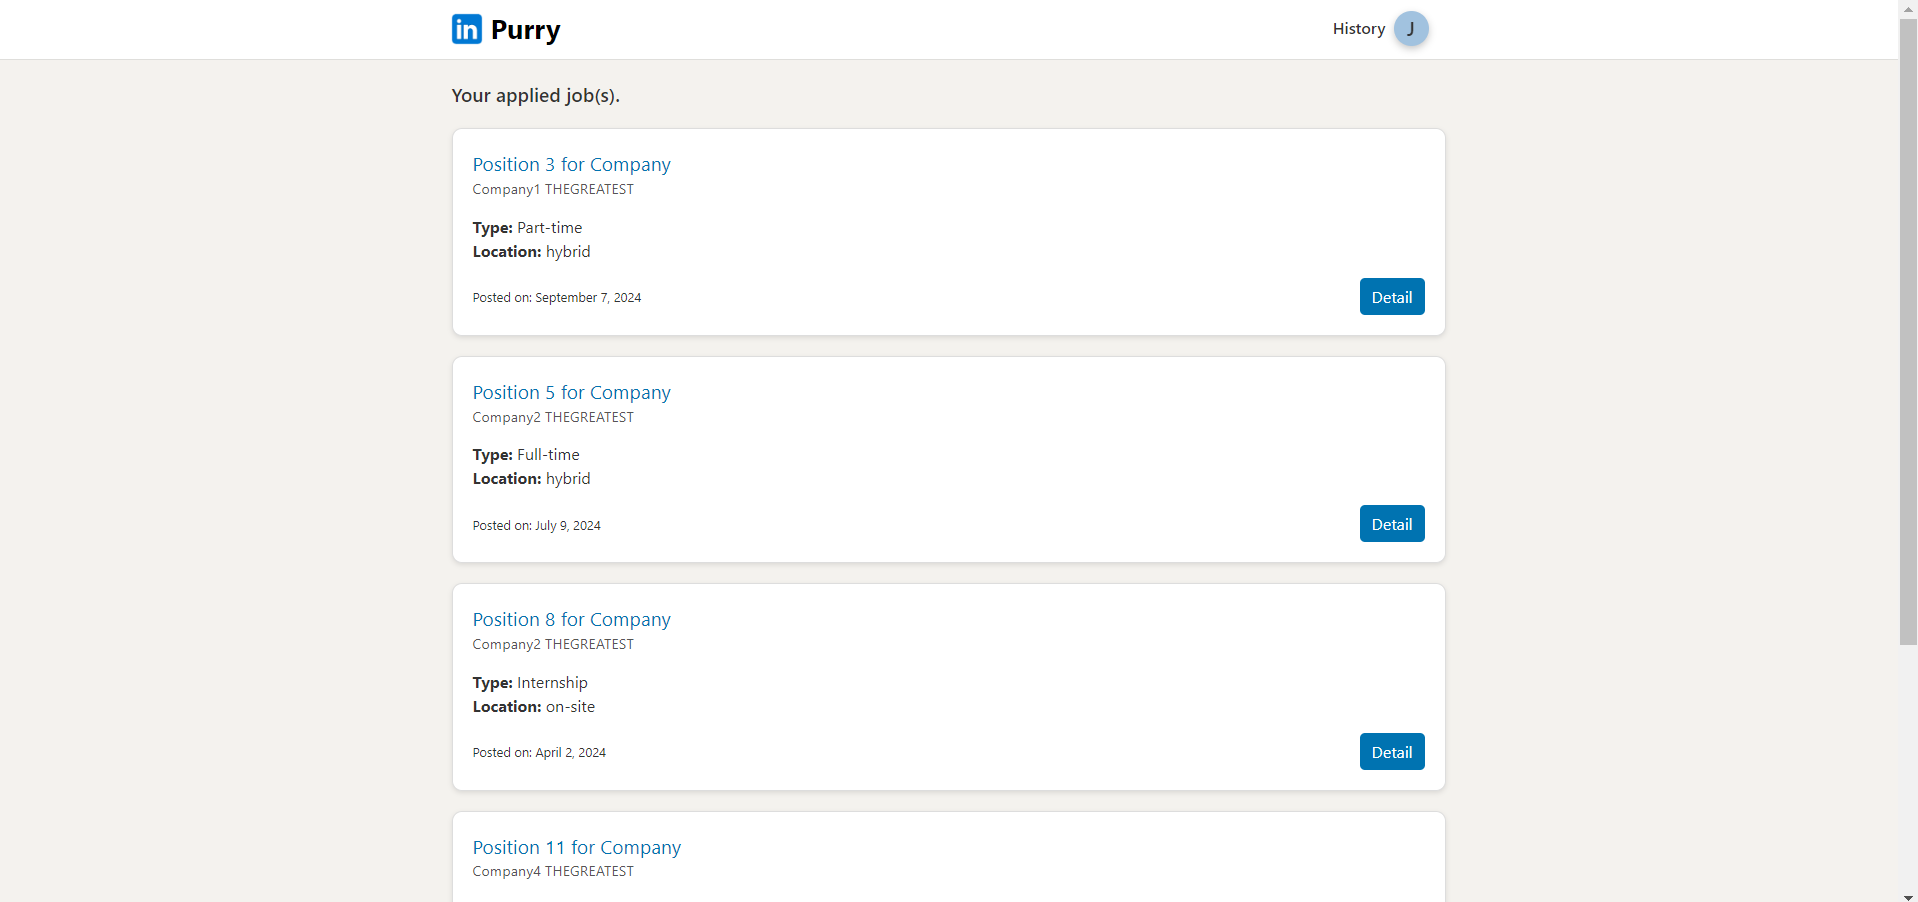 in Purry
History J
Your applied job(s).
Position 3 for Company
Company1 THEGREATEST
Type: Part-time
Location: hybrid
Posted on: September 7, 2024
Detail
Position 5 for Company
Company2 THEGREATEST
Type: Full-time
Location: hybrid
Posted on: July 9, 2024
Detail
Position 8 for Company
Company2 THEGREATEST
Type: Internship
Location: on-site
Posted on: April 2, 2024
Detail
Position 11 for Company
Company4 THEGREATEST